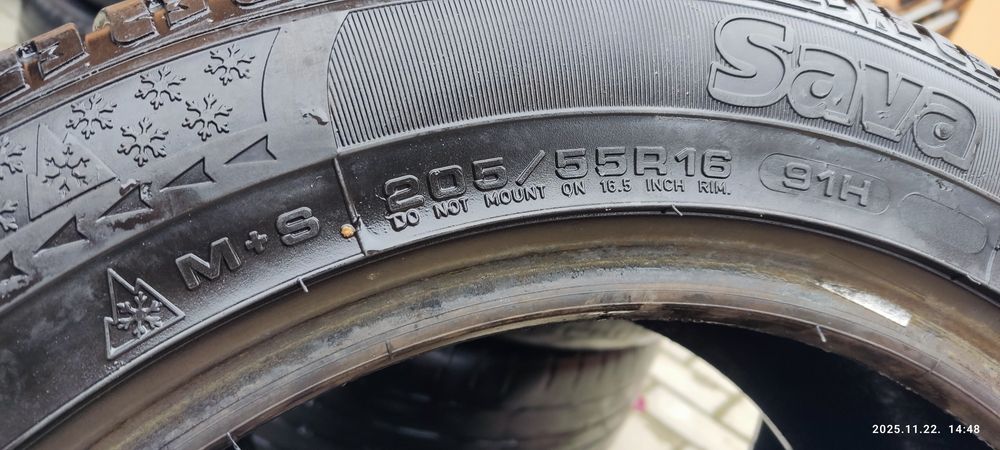 Sava
205/55R16 91H
DO NOT MOUNT ON 16.5 INCH RIM.
M+S
2025.11.22. 14:48